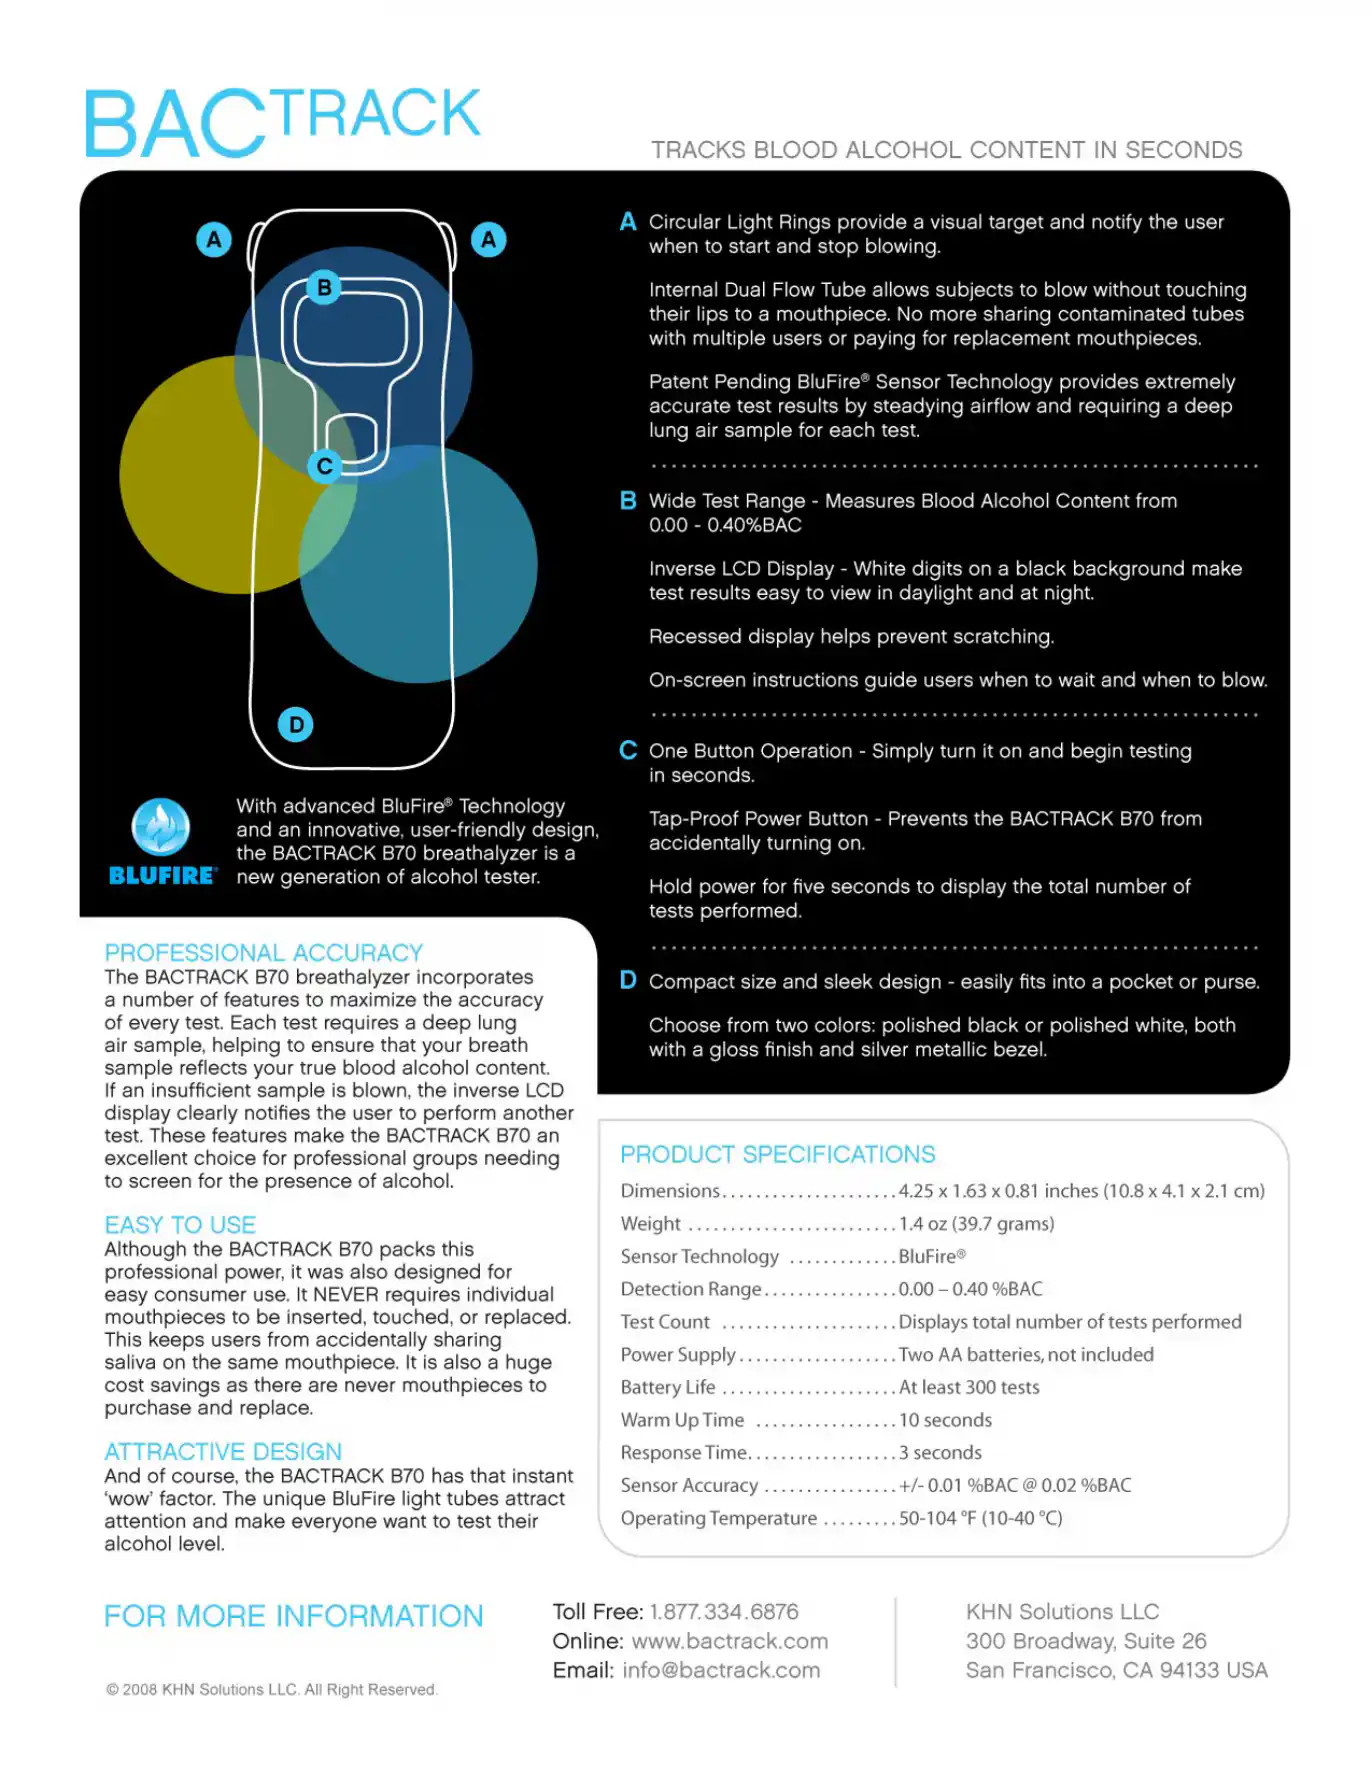 BACTRACK
TRACKS BLOOD ALCOHOL CONTENT IN SECONDS
A
A
B
C
D
BLUFIRE®
With advanced BluFire® Technology
and an innovative, user-friendly design,
the BACTRACK B70 breathalyzer is a
new generation of alcohol tester.
A Circular Light Rings provide a visual target and notify the user
when to start and stop blowing.
Internal Dual Flow Tube allows subjects to blow without touching
their lips to a mouthpiece. No more sharing contaminated tubes
with multiple users or paying for replacement mouthpieces.
Patent Pending BluFire® Sensor Technology provides extremely
accurate test results by steadying airflow and requiring a deep
lung air sample for each test.
B Wide Test Range - Measures Blood Alcohol Content from
0.00 - 0.40%BAC
Inverse LCD Display - White digits on a black background make
test results easy to view in daylight and at night.
Recessed display helps prevent scratching.
On-screen instructions guide users when to wait and when to blow.
C One Button Operation - Simply turn it on and begin testing
in seconds.
Tap-Proof Power Button - Prevents the BACTRACK B70 from
accidentally turning on.
Hold power for five seconds to display the total number of
tests performed.
D Compact size and sleek design - easily fits into a pocket or purse.
Choose from two colors: polished black or polished white, both
with a gloss finish and silver metallic bezel.
PROFESSIONAL ACCURACY
The BACTRACK B70 breathalyzer incorporates
a number of features to maximize the accuracy
of every test. Each test requires a deep lung
air sample, helping to ensure that your breath
sample reflects your true blood alcohol content.
If an insufficient sample is blown, the inverse LCD
display clearly notifies the user to perform another
test. These features make the BACTRACK B70 an
excellent choice for professional groups needing
to screen for the presence of alcohol.
EASY TO USE
Although the BACTRACK B70 packs this
professional power, it was also designed for
easy consumer use. It NEVER requires individual
mouthpieces to be inserted, touched, or replaced.
This keeps users from accidentally sharing
saliva on the same mouthpiece. It is also a huge
cost savings as there are never mouthpieces to
purchase and replace.
ATTRACTIVE DESIGN
And of course, the BACTRACK B70 has that instant
‘wow’ factor. The unique BluFire light tubes attract
attention and make everyone want to test their
alcohol level.
PRODUCT SPECIFICATIONS
Dimensions.....................4.25 x 1.63 x 0.81 inches (10.8 x 4.1 x 2.1 cm)
Weight .........................1.4 oz (39.7 grams)
Sensor Technology .............BluFire®
Detection Range................0.00 – 0.40 %BAC
Test Count .....................Displays total number of tests performed
Power Supply...................Two AA batteries, not included
Battery Life .....................At least 300 tests
Warm Up Time .................10 seconds
Response Time..................3 seconds
Sensor Accuracy ................+/- 0.01 %BAC @ 0.02 %BAC
Operating Temperature .........50-104 °F (10-40 °C)
FOR MORE INFORMATION
Toll Free: 1.877.334.6876
Online: www.bactrack.com
Email: info@bactrack.com
KHN Solutions LLC
300 Broadway, Suite 26
San Francisco, CA 94133 USA
© 2008 KHN Solutions LLC. All Right Reserved.